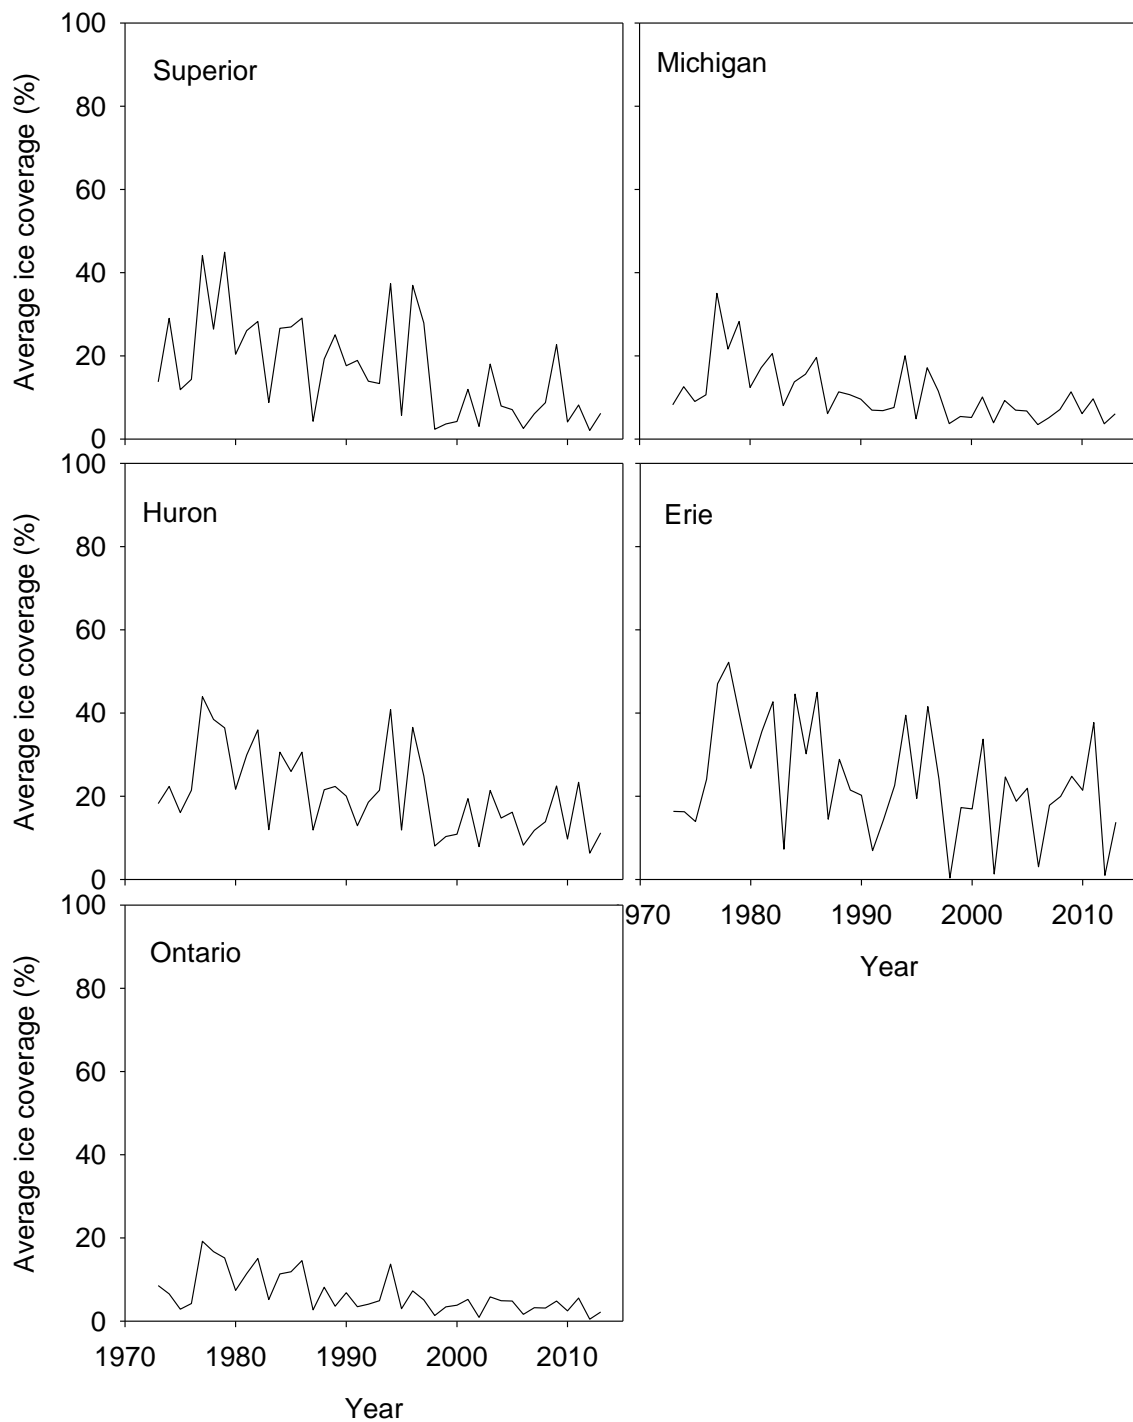 100
80
60
40
20
0
Average ice coverage (%)
Superior
Michigan
100
80
60
40
20
0
Average ice coverage (%)
Huron
Erie
970 1980 1990 2000 2010
Year
100
80
60
40
20
0
Average ice coverage (%)
Ontario
1970 1980 1990 2000 2010
Year